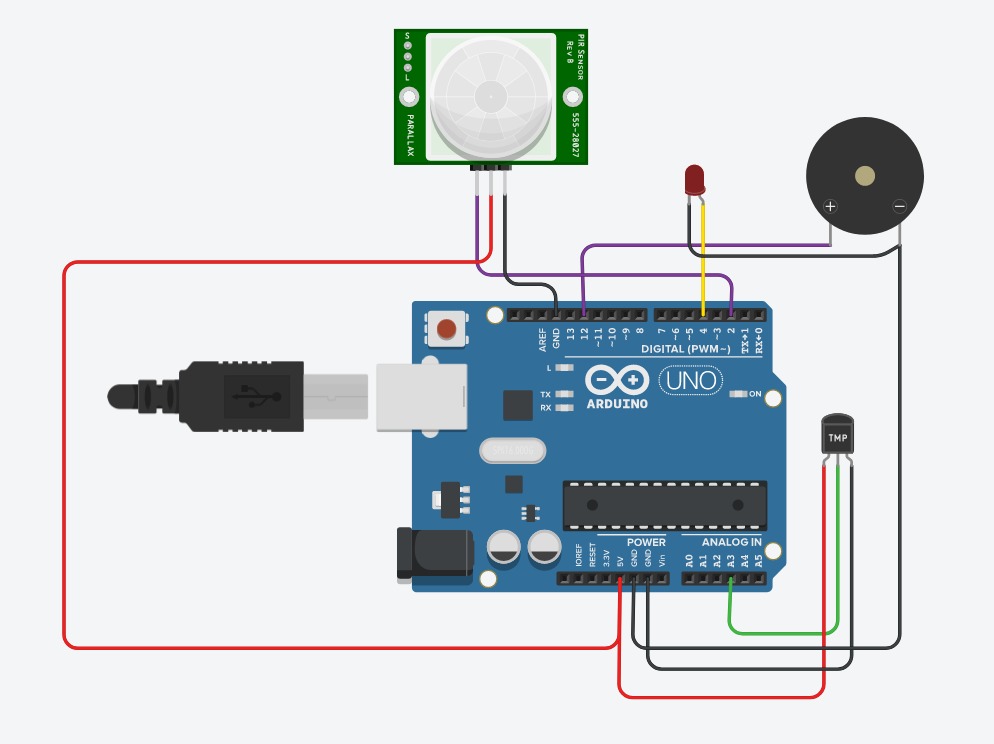 S
L
PARALLAX
PIR SENSOR
REV B
555-28027
+
−
AREF
GND
13
12
~11
~10
~9
8
7
~6
~5
4
~3
2
TX→1
RX←0
DIGITAL (PWM~)
L
TX
RX
ARDUINO
UNO
ON
TMP
POWER
ANALOG IN
IOREF
RESET
3.3V
5V
GND
GND
Vin
A0
A1
A2
A3
A4
A5